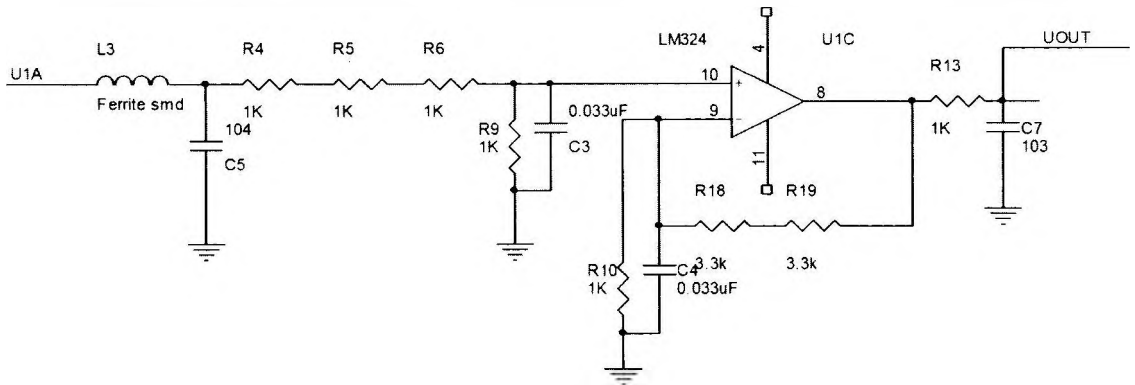 L3
R4
R5
R6
LM324
U1C
UOUT
U1A
R13
4
10
8
9
Ferrite smd
1K
1K
1K
0.033uF
104
R9
1K
C3
1K
C7
103
C5
11
R18
R19
R10
1K
C4
3.3k
3.3k
0.033uF